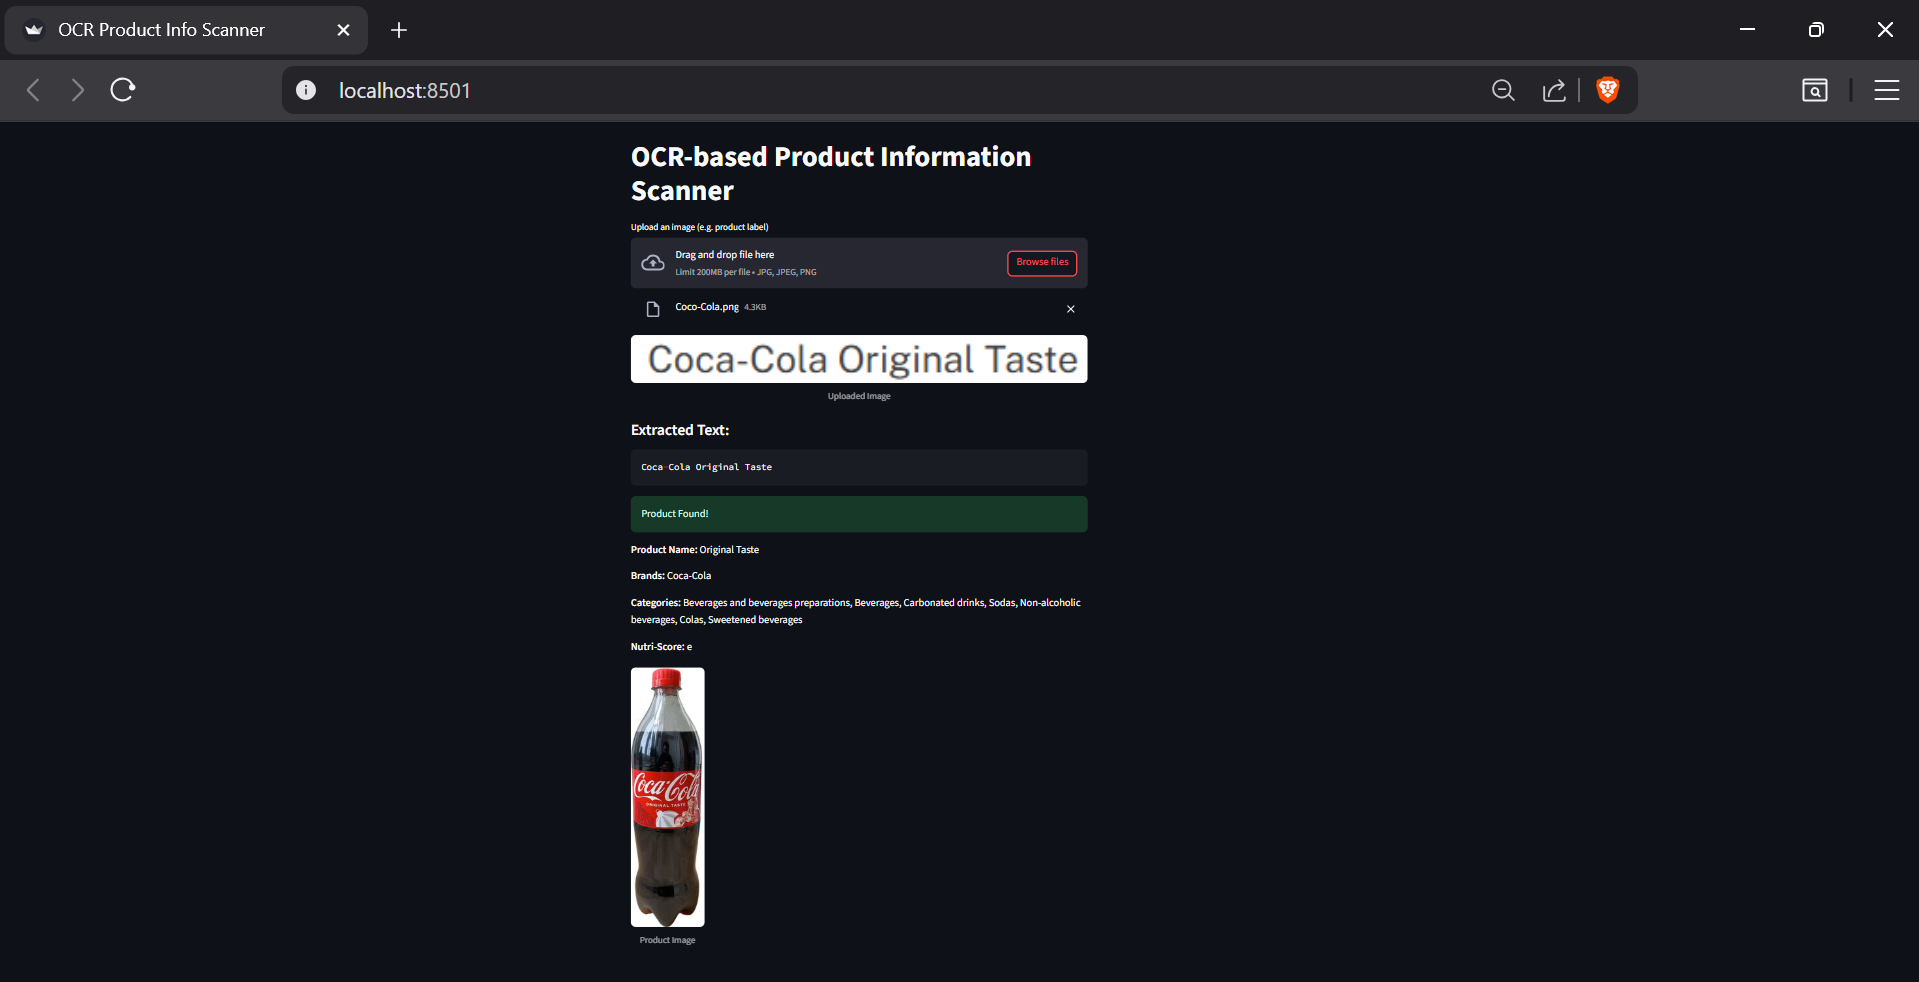 OCR Product Info Scanner
localhost:8501
OCR-based Product Information
Scanner
Upload an image (e.g. product label)
Drag and drop file here
Limit 200MB per file • JPG, JPEG, PNG
Browse files
Coco-Cola.png 4.3KB
Coca-Cola Original Taste
Uploaded Image
Extracted Text:
Coca-Cola Original Taste
Product Found!
Product Name: Original Taste
Brands: Coca-Cola
Categories: Beverages and beverages preparations, Beverages, Carbonated drinks, Sodas, Non-alcoholic
beverages, Colas, Sweetened beverages
Nutri-Score: e
Coca-Cola
ORIGINAL TASTE
Product Image